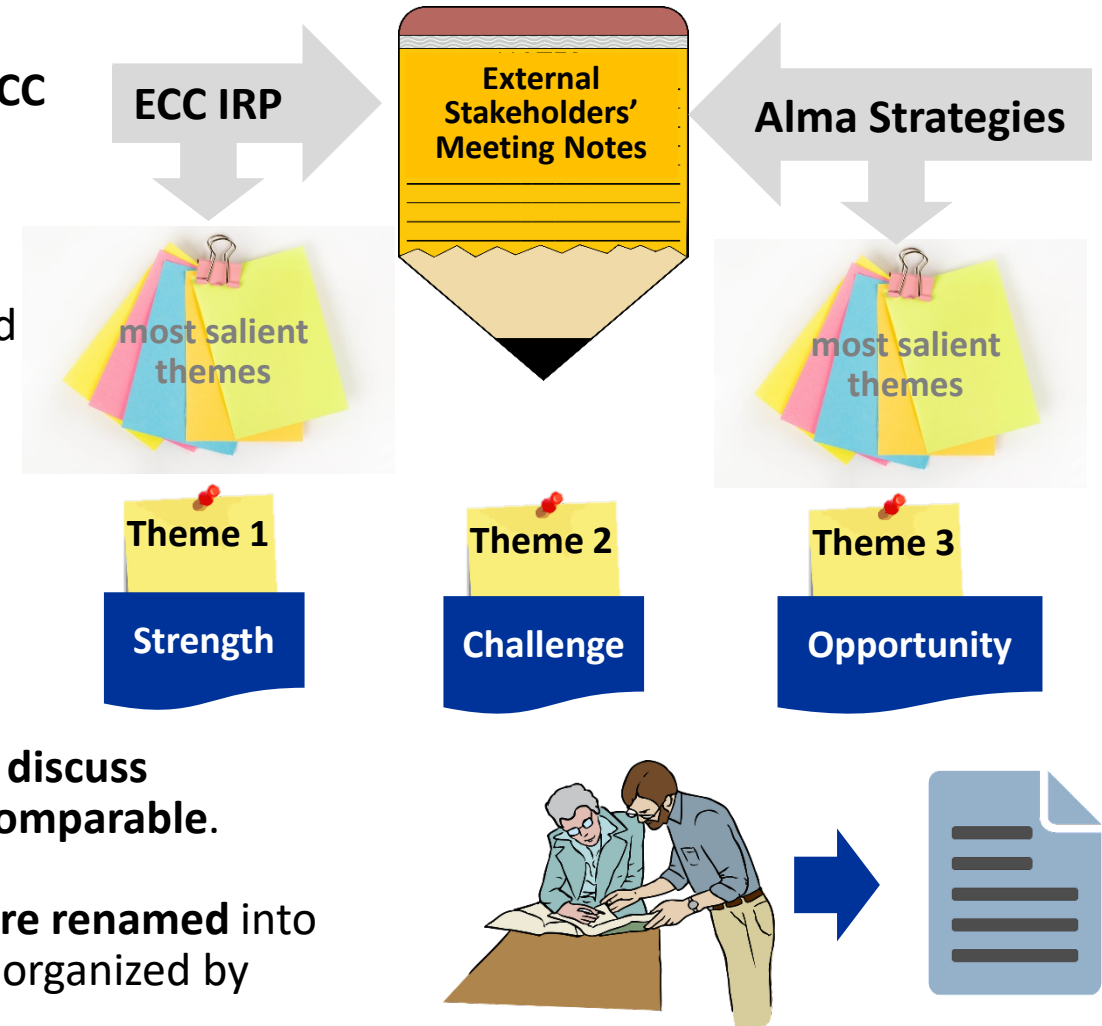 CC
ECC IRP
External
Stakeholders’
Meeting Notes
Alma Strategies
d
most salient
themes
most salient
themes
Theme 1
Theme 2
Theme 3
Strength
Challenge
Opportunity
discuss
omparable.
re renamed into
organized by